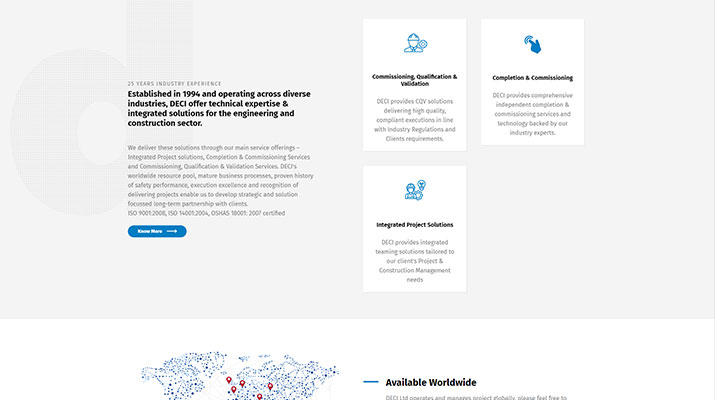 25 YEARS INDUSTRY EXPERIENCE
Established in 1994 and operating across diverse
industries, DECI offer technical expertise &
integrated solutions for the engineering and
construction sector.
We deliver these solutions through our main service offerings –
Integrated Project solutions, Completion & Commissioning Services
and Commissioning, Qualification & Validation Services. DECI's
worldwide resource pool, mature business processes, proven history
of safety performance, execution excellence and recognition of
delivering projects enable us to develop strategic and solution
focussed long-term partnership with clients.
ISO 9001:2008, ISO 14001:2004, OSHAS 18001: 2007 certified
Know More
Commissioning, Qualification &
Validation
DECI provides CQV solutions
delivering high quality,
compliant executions in line
with Industry Regulations and
Clients requirements.
Completion & Commissioning
DECI provides comprehensive
independent completion &
commissioning services and
technology backed by our
industry experts.
Integrated Project Solutions
DECI provides integrated
teaming solutions tailored to
our client's Project &
Construction Management
needs
Available Worldwide
DECI Ltd operates and manages project globally, please feel free to